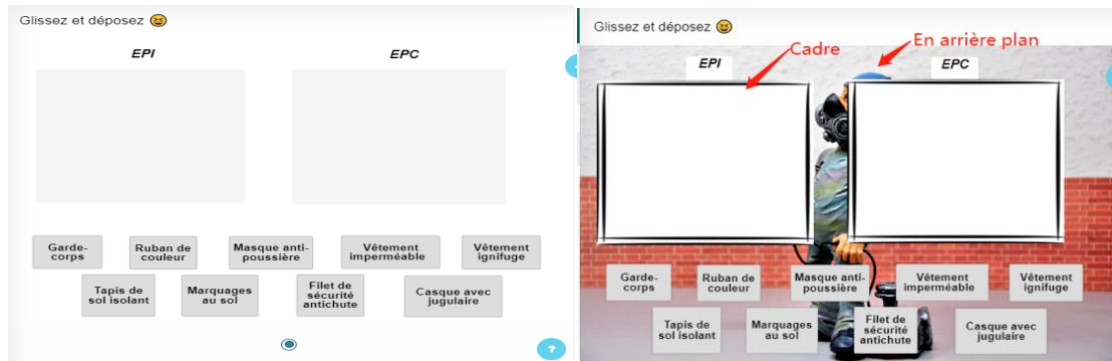 Glissez et déposez
EPI
EPC
Garde-
corps
Ruban de
couleur
Masque anti-
poussière
Vêtement
imperméable
Vêtement
ignifuge
Tapis de
sol isolant
Marquages
au sol
Filet de
sécurité
antichute
Casque avec
jugulaire
?
Glissez et déposez
Cadre
En arrière plan
EPI
EPC
Garde-
corps
Ruban de
couleur
Masque anti-
poussière
Vêtement
imperméable
Vêtement
ignifuge
Tapis de
sol isolant
Marquages
au sol
Filet de
sécurité
antichute
Casque avec
jugulaire